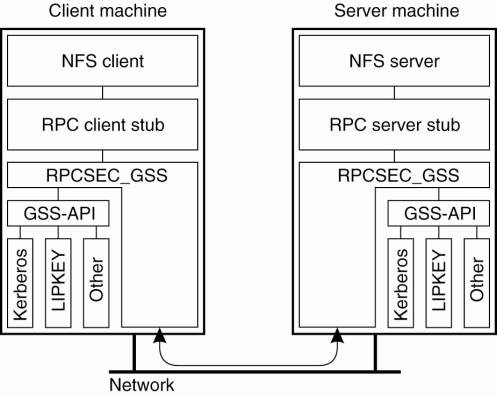 Client machine
Server machine
NFS client
NFS server
RPC client stub
RPC server stub
RPCSEC_GSS
RPCSEC_GSS
GSS-API
GSS-API
Kerberos
LIPKEY
Other
Kerberos
LIPKEY
Other
Network